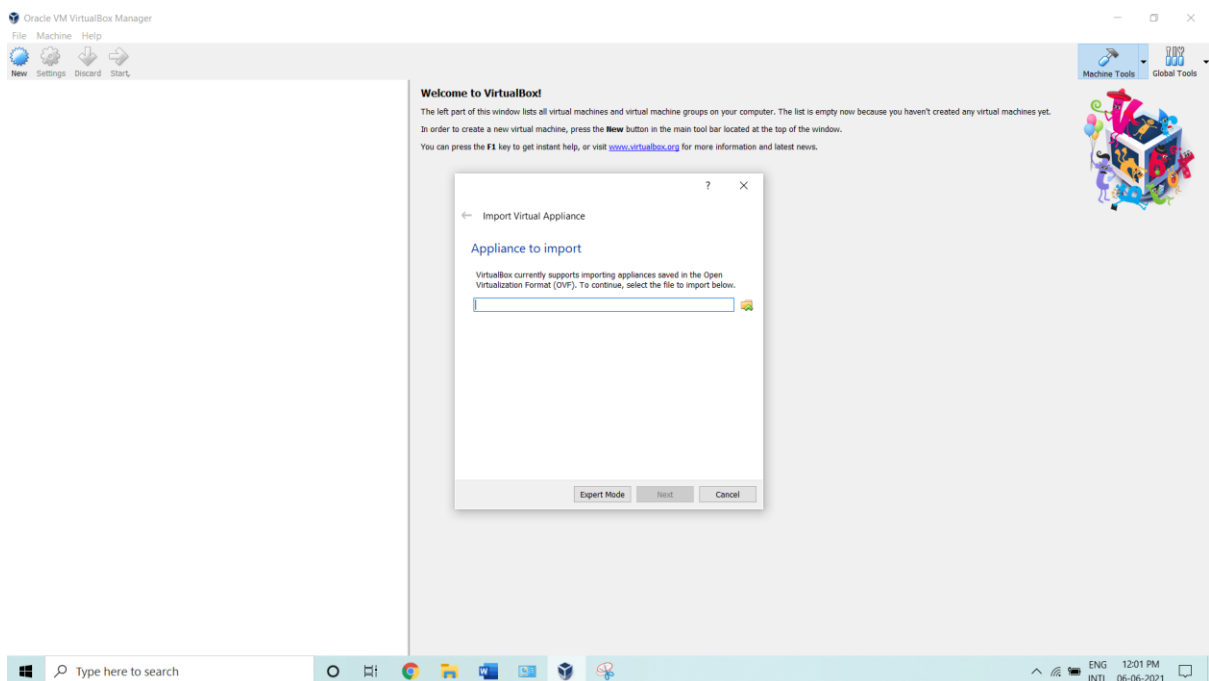 Oracle VM VirtualBox Manager
File Machine Help
New Settings Discard Start
Machine Tools Global Tools
Welcome to VirtualBox!
The left part of this window lists all virtual machines and virtual machine groups on your computer. The list is empty now because you haven't created any virtual machines yet.
In order to create a new virtual machine, press the New button in the main tool bar located at the top of the window.
You can press the F1 key to get instant help, or visit www.virtualbox.org for more information and latest news.
? 
Import Virtual Appliance
Appliance to import
VirtualBox currently supports importing appliances saved in the Open
Virtualization Format (OVF). To continue, select the file to import below.
Expert Mode Next Cancel
Type here to search
ENG 12:01 PM
INTL 06-06-2021